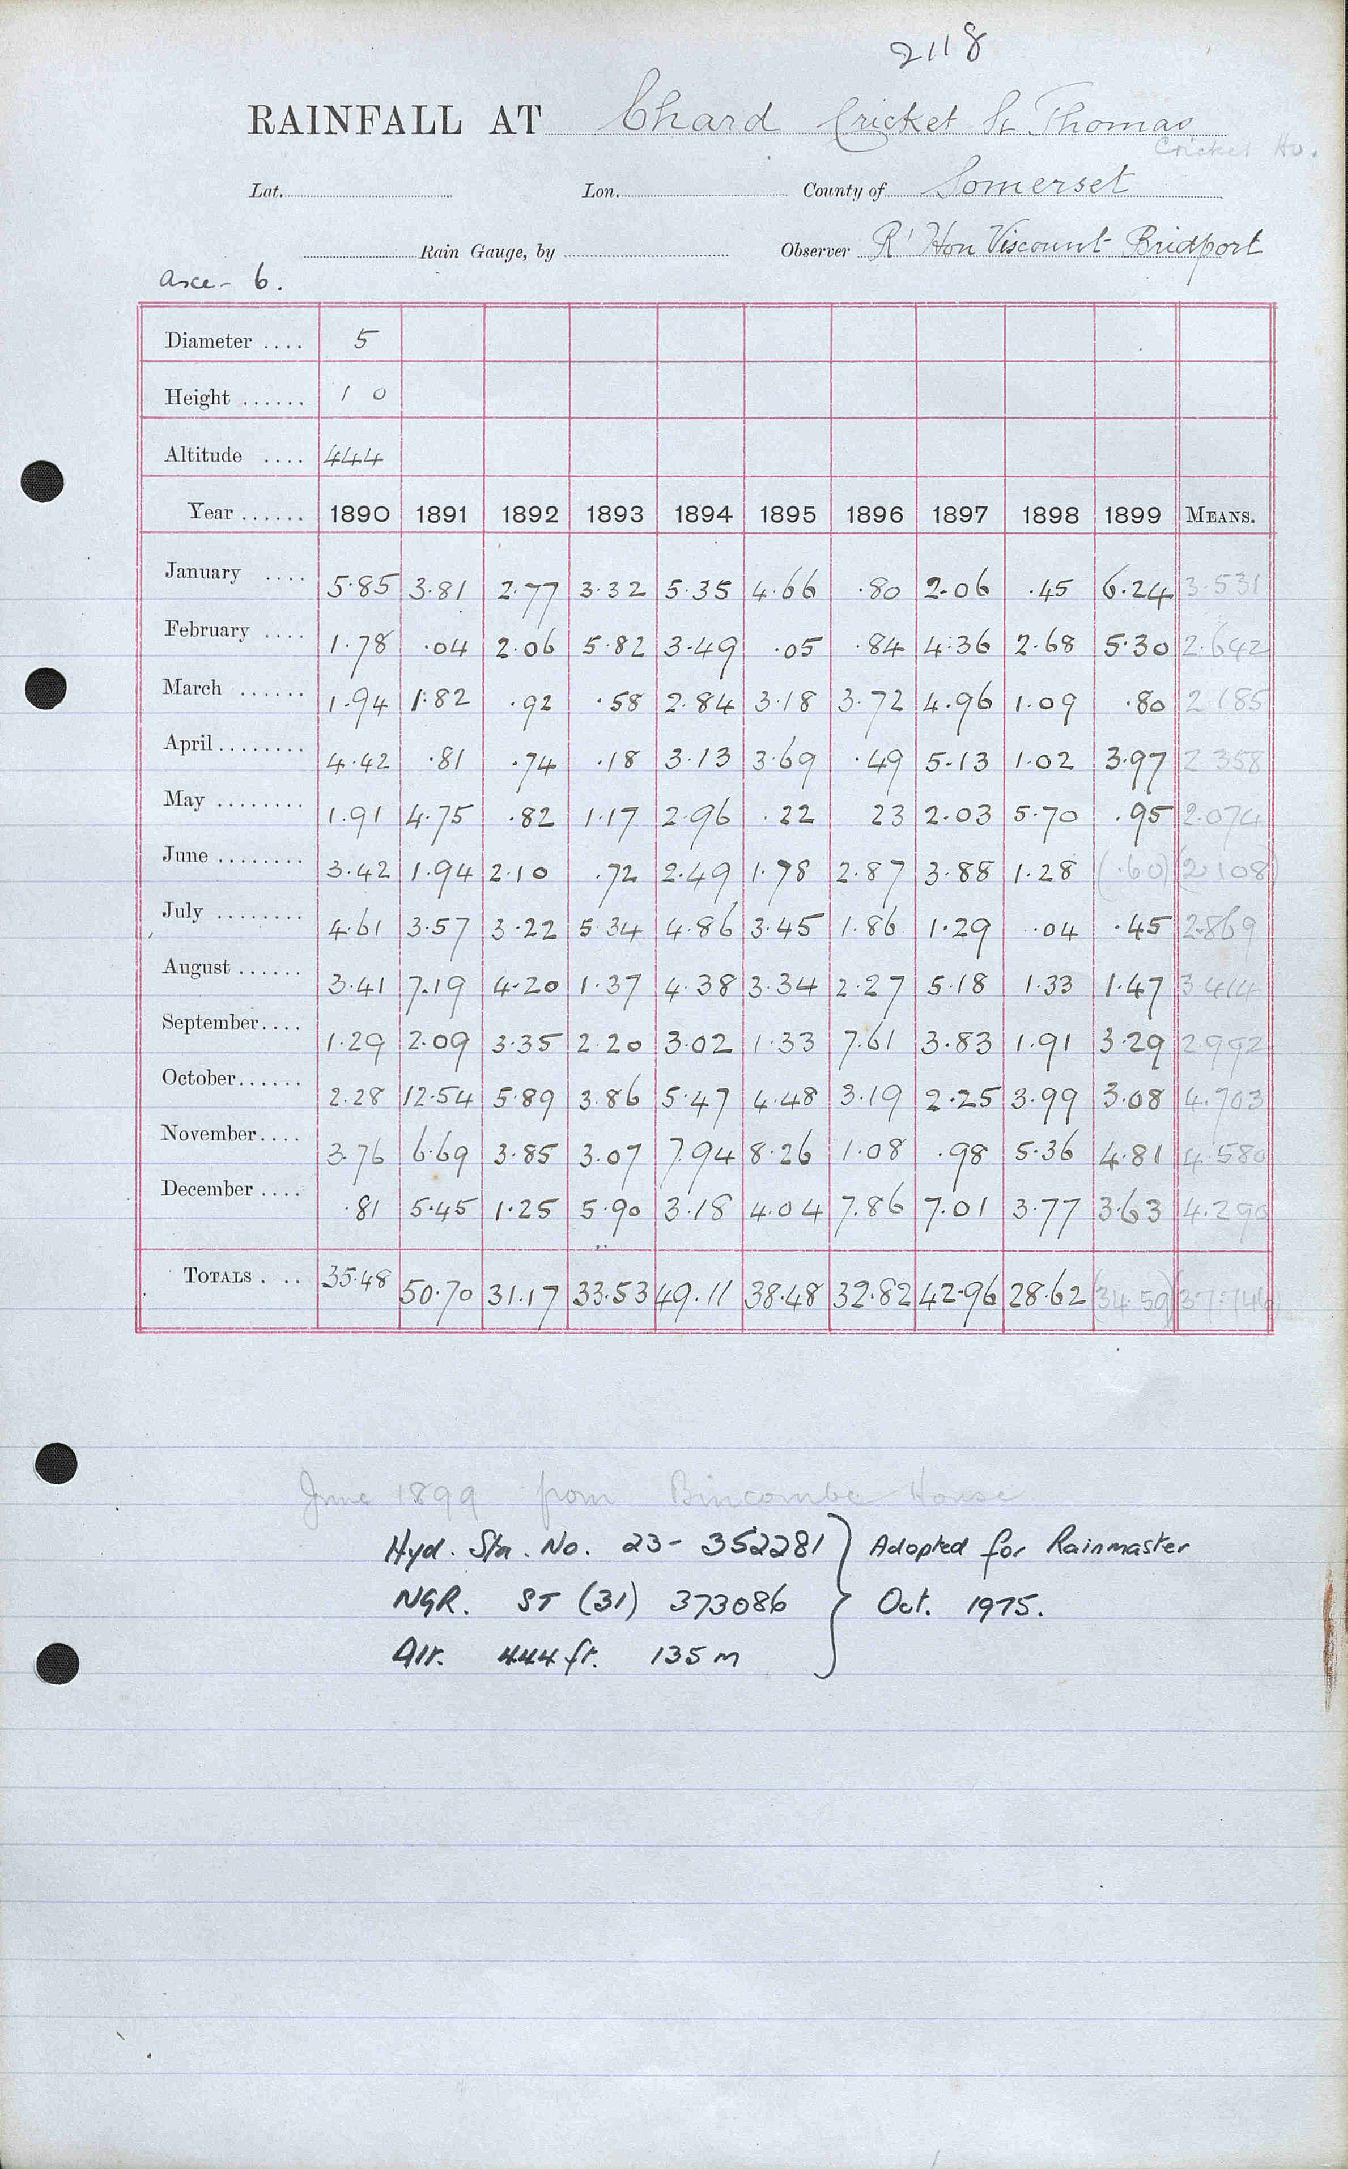 2118
RAINFALL AT Chard Cricket St Thomas
Cricket Ho.
Lat. Lon. County of Somerset
Rain Gauge, by Observer Rt Hon Viscount Bridport
Axe - 6.
Diameter .... 5
Height ...... 1 0
Altitude .... 444
Year ...... 1890 1891 1892 1893 1894 1895 1896 1897 1898 1899 MEANS.
January .... 5.85 3.81 2.77 3.32 5.35 4.66 .80 2.06 .45 6.24 3.531
February .... 1.78 .04 2.06 5.82 3.49 .05 .84 4.36 2.68 5.30 2.642
March ...... 1.94 1.82 .92 .58 2.84 3.18 3.72 4.96 1.09 .80 2.185
April ........ 4.42 .81 .74 .18 3.13 3.69 .49 5.13 1.02 3.97 2.358
May ........ 1.91 4.75 .82 1.17 2.96 .22 23 2.03 5.70 .95 2.074
June ........ 3.42 1.94 2.10 .72 2.49 1.78 2.87 3.88 1.28 (.60) (2.108)
July ........ 4.61 3.57 3.22 5.34 4.86 3.45 1.86 1.29 .04 .45 2.869
August ...... 3.41 7.19 4.20 1.37 4.38 3.34 2.27 5.18 1.33 1.47 3.414
September.... 1.29 2.09 3.35 2.20 3.02 1.33 7.61 3.83 1.91 3.29 2.992
October...... 2.28 12.54 5.89 3.86 5.47 4.48 3.19 2.25 3.99 3.08 4.703
November.... 3.76 6.69 3.85 3.07 7.94 8.26 1.08 .98 5.36 4.81 4.580
December .... .81 5.45 1.25 5.90 3.18 4.04 7.86 7.01 3.77 3.63 4.290
TOTALS . .. 35.48 50.70 31.17 33.53 49.11 38.48 32.82 42.96 28.62 (34.59) (37.746)
June 1899 from Bincombe House
Hyd. Sta. No. 23- 352281 } Adopted for Rainmaster
NGR. ST (31) 373086 Oct. 1975.
Alt. 444 ft. 135 m